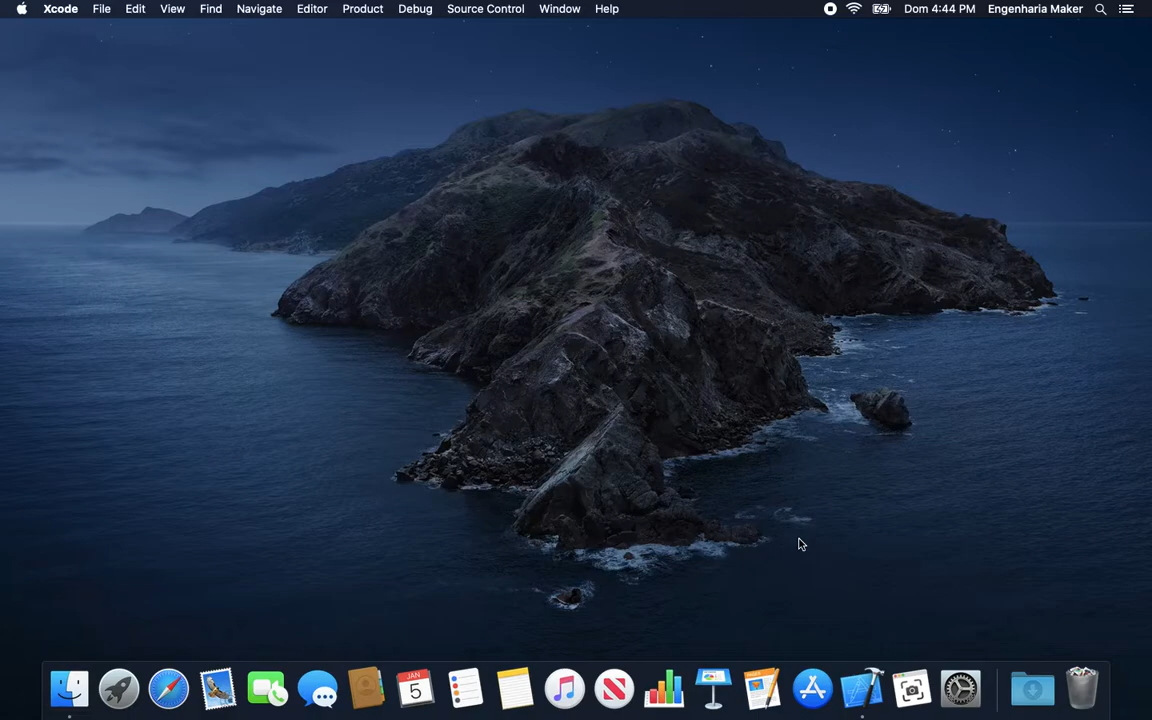 Xcode File Edit View Find Navigate Editor Product Debug Source Control Window Help Dom 4:44 PM Engenharia Maker
JAN
5